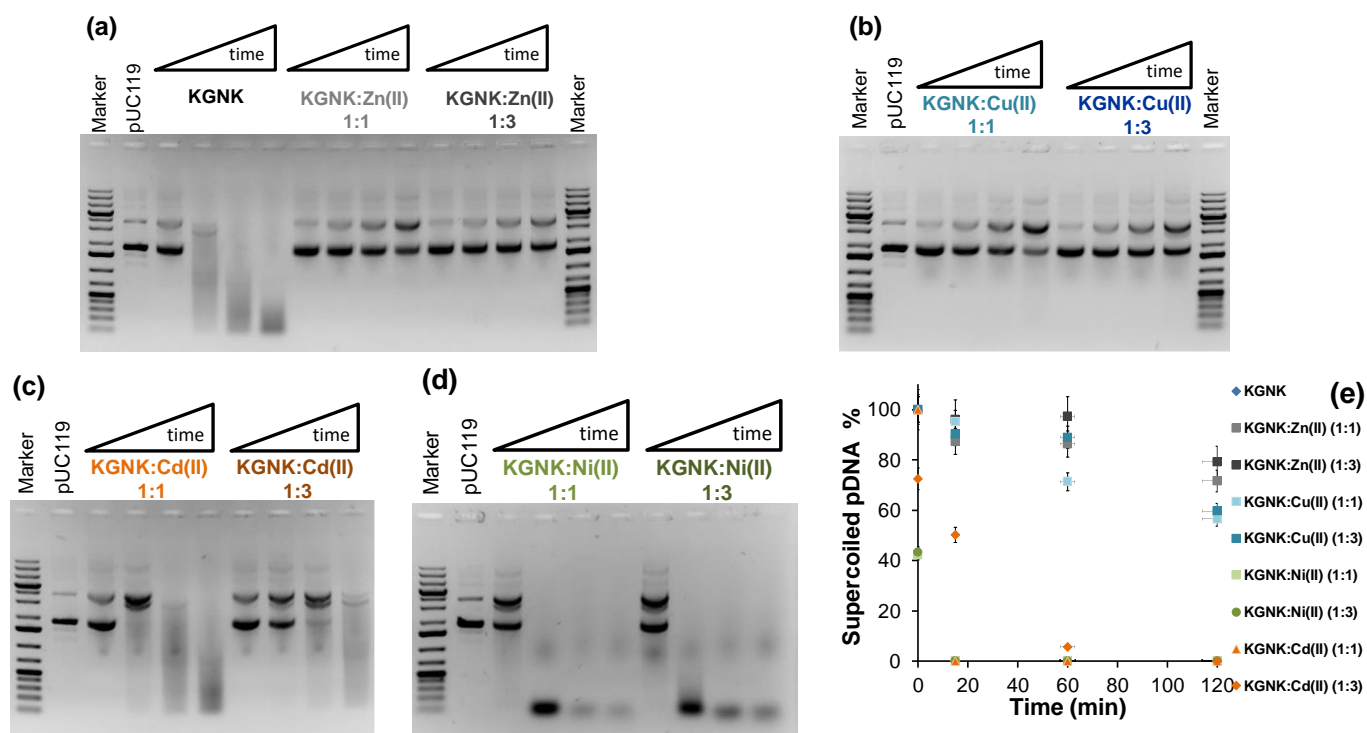 (a)
time
time
time
Marker
pUC119
KGNK
KGNK:Zn(II)
1:1
KGNK:Zn(II)
1:3
Marker
(b)
time
time
Marker
pUC119
KGNK:Cu(II)
1:1
KGNK:Cu(II)
1:3
Marker
(c)
time
time
Marker
pUC119
KGNK:Cd(II)
1:1
KGNK:Cd(II)
1:3
(d)
time
time
Marker
pUC119
KGNK:Ni(II)
1:1
KGNK:Ni(II)
1:3
(e)
Supercoiled pDNA %
100
80
60
40
20
0
0
20
40
60
80
100
120
Time (min)
KGNK
KGNK:Zn(II) (1:1)
KGNK:Zn(II) (1:3)
KGNK:Cu(II) (1:1)
KGNK:Cu(II) (1:3)
KGNK:Ni(II) (1:1)
KGNK:Ni(II) (1:3)
KGNK:Cd(II) (1:1)
KGNK:Cd(II) (1:3)